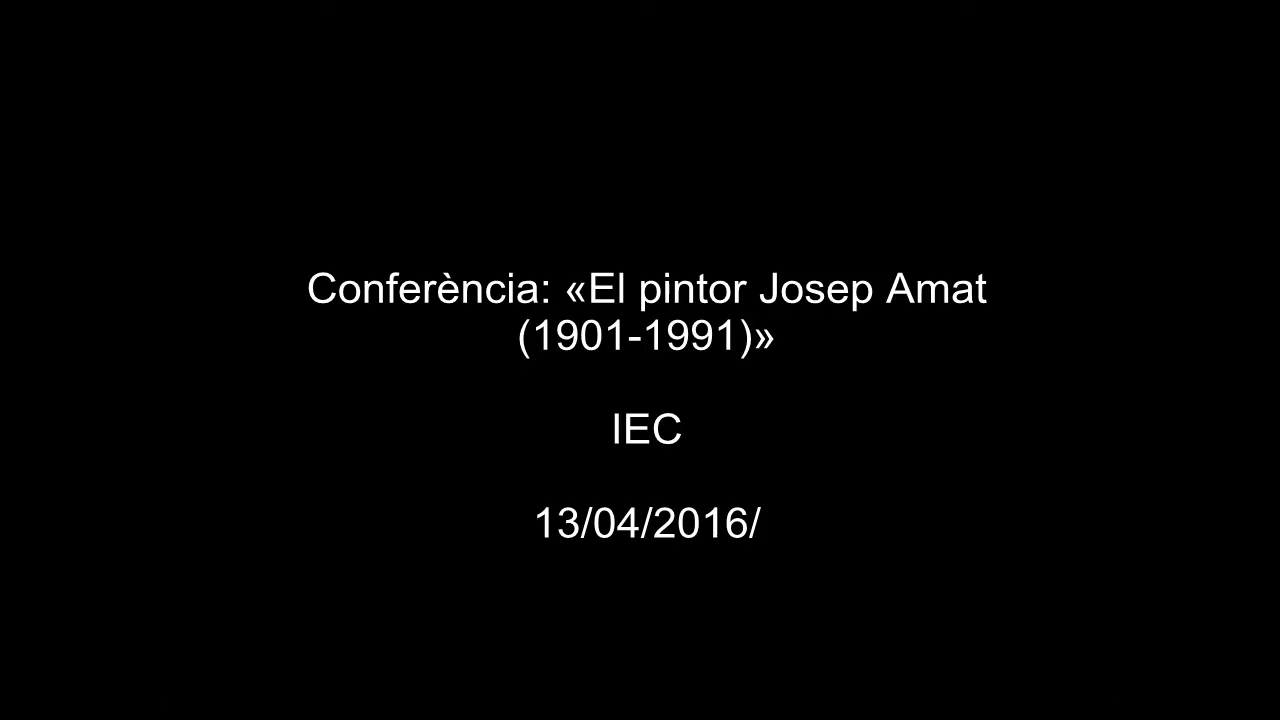 Conferència: «El pintor Josep Amat
(1901-1991)»
IEC
13/04/2016/